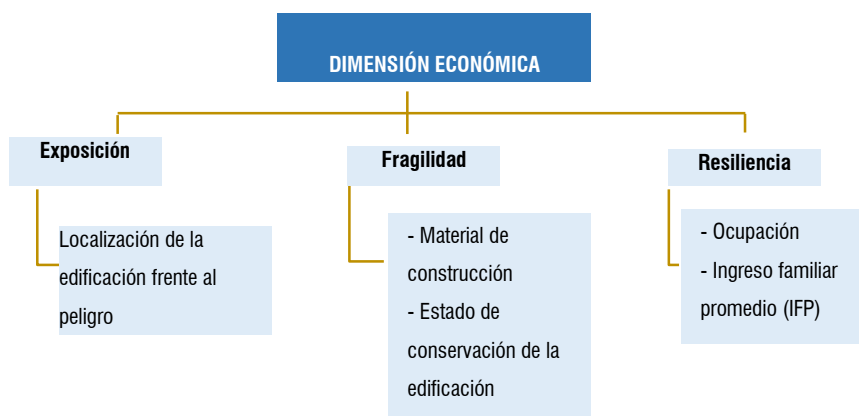 DIMENSIÓN ECONÓMICA
Exposición
Localización de la
edificación frente al
peligro
Fragilidad
- Material de
construcción
- Estado de
conservación de la
edificación
Resiliencia
- Ocupación
- Ingreso familiar
promedio (IFP)